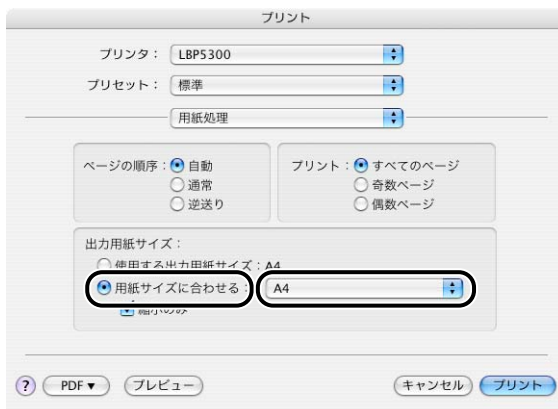 プリント
プリンタ： LBP5300
プリセット： 標準
用紙処理
ページの順序： 自動
通常
逆送り
プリント： すべてのページ
奇数ページ
偶数ページ
出力用紙サイズ：
使用する出力用紙サイズ：A4
用紙サイズに合わせる： A4
縮小のみ
? PDF▼ プレビュー キャンセル プリント